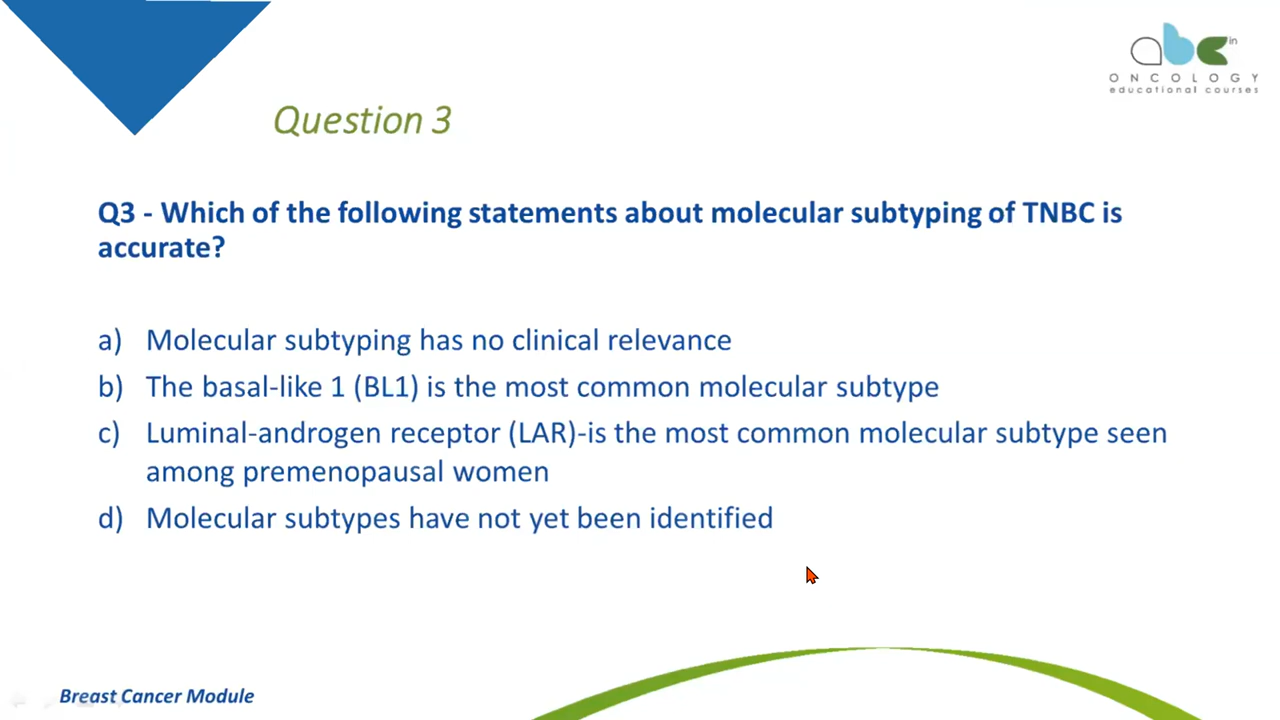 abc in
ONCOLOGY
educational courses
Question 3
Q3 - Which of the following statements about molecular subtyping of TNBC is
accurate?
a) Molecular subtyping has no clinical relevance
b) The basal-like 1 (BL1) is the most common molecular subtype
c) Luminal-androgen receptor (LAR)-is the most common molecular subtype seen
among premenopausal women
d) Molecular subtypes have not yet been identified
Breast Cancer Module